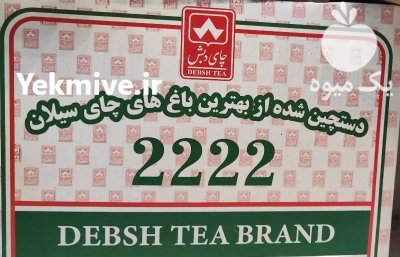 چای دبش
DEBSH TEA
Yekmive.ir
یک میوه
دستچین شده از بهترین باغ های چای سیلان
2222
DEBSH TEA BRAND